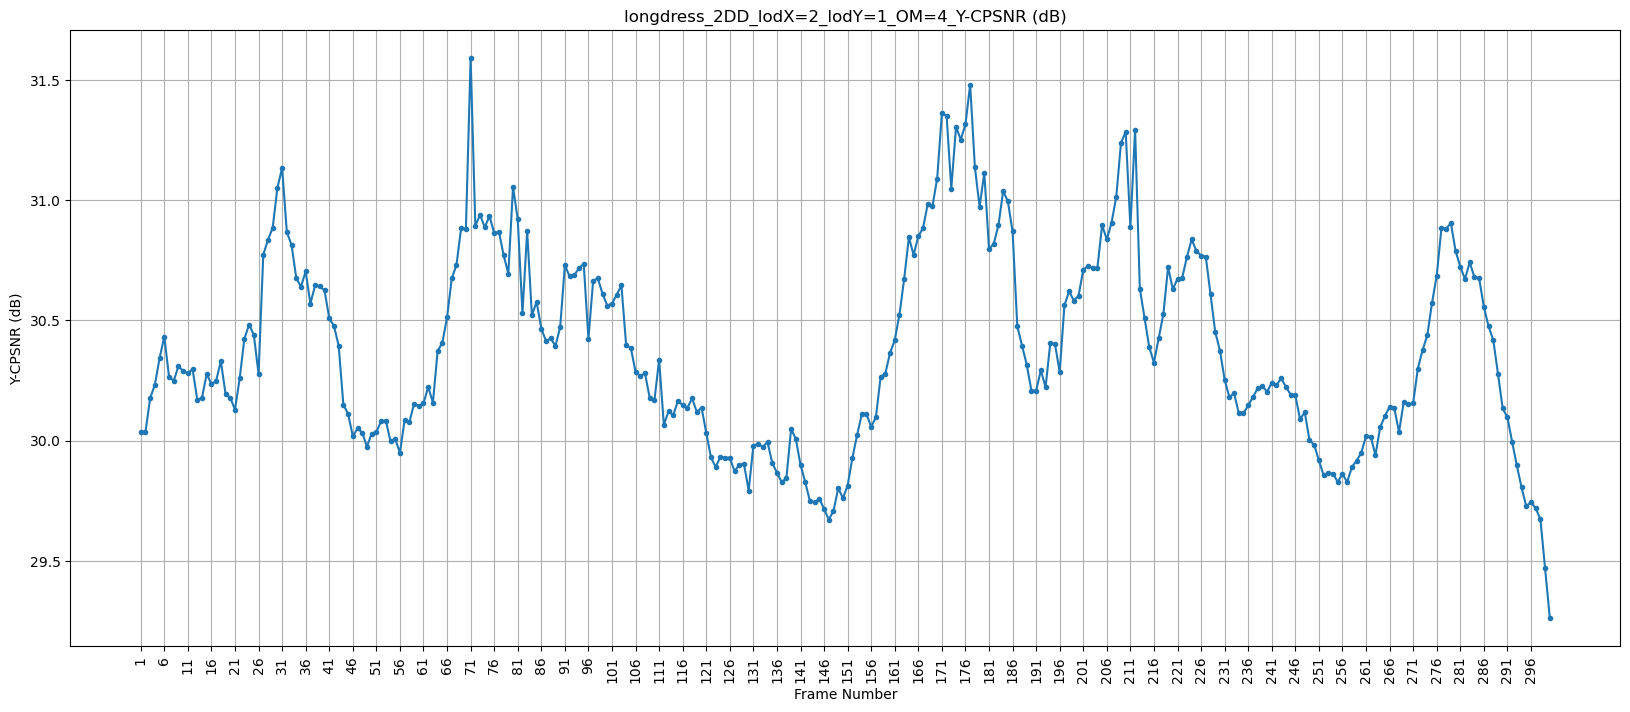 longdress_2DD_lodX=2_lodY=1_OM=4_Y-CPSNR (dB)
Y-CPSNR (dB)
31.5
31.0
30.5
30.0
29.5
1 6 11 16 21 26 31 36 41 46 51 56 61 66 71 76 81 86 91 96 101 106 111 116 121 126 131 136 141 146 151 156 161 166 171 176 181 186 191 196 201 206 211 216 221 226 231 236 241 246 251 256 261 266 271 276 281 286 291 296
Frame Number